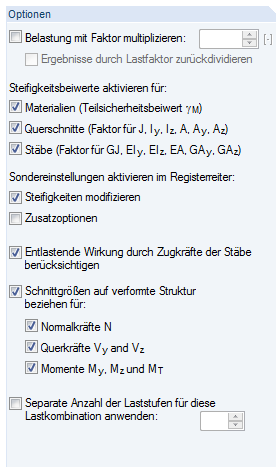 Optionen
Belastung mit Faktor multiplizieren: [-]
Ergebnisse durch Lastfaktor zurückdividieren
Steifigkeitsbeiwerte aktivieren für:
Materialien (Teilsicherheitsbeiwert γM)
Querschnitte (Faktor für J, Iy, Iz, A, Ay, Az)
Stäbe (Faktor für GJ, EIy, EIz, EA, GAy, GAz)
Sondereinstellungen aktivieren im Registerreiter:
Steifigkeiten modifizieren
Zusatzoptionen
Entlastende Wirkung durch Zugkräfte der Stäbe
berücksichtigen
Schnittgrößen auf verformte Struktur
beziehen für:
Normalkräfte N
Querkräfte Vy and Vz
Momente My, Mz und MT
Separate Anzahl der Laststufen für diese
Lastkombination anwenden: